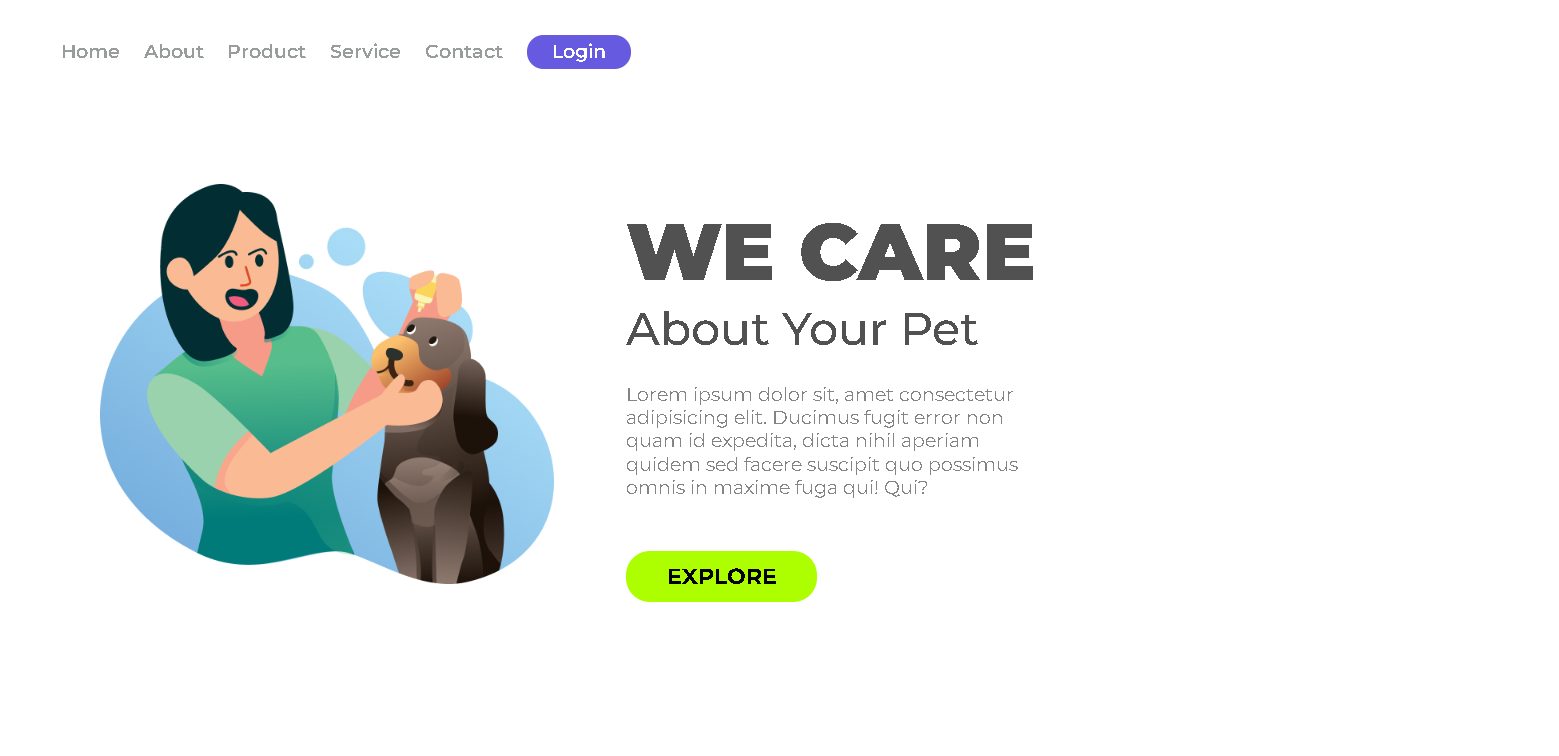 Home About Product Service Contact Login
WE CARE
About Your Pet
Lorem ipsum dolor sit, amet consectetur
adipisicing elit. Ducimus fugit error non
quam id expedita, dicta nihil aperiam
quidem sed facere suscipit quo possimus
omnis in maxime fuga qui! Qui?
EXPLORE